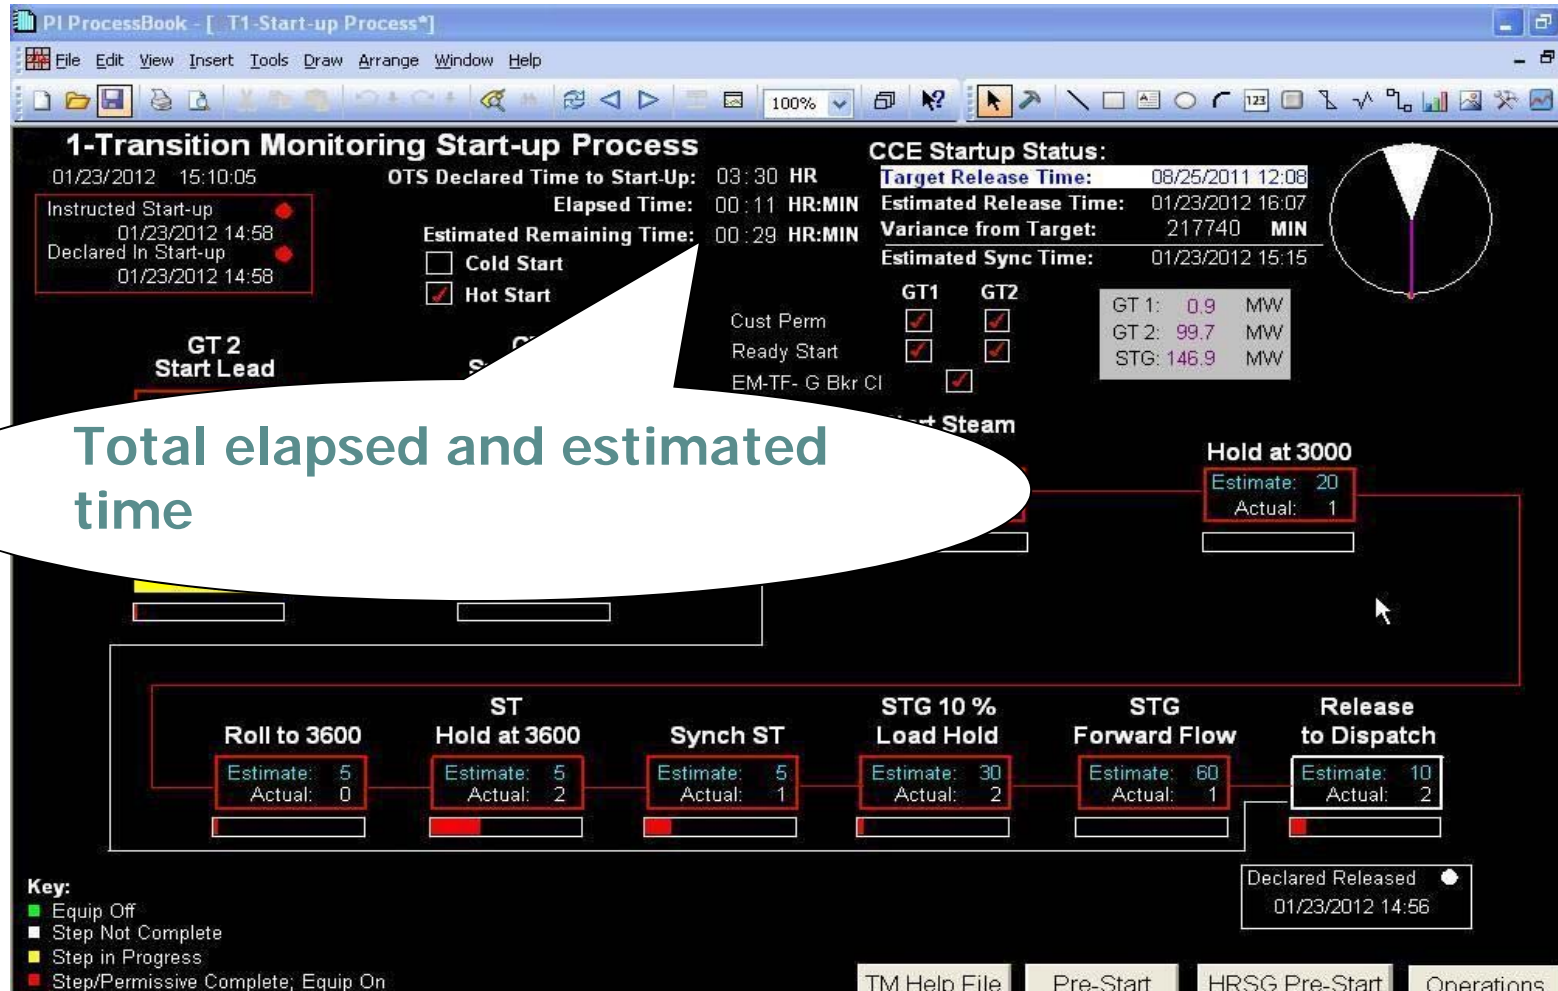 PI ProcessBook - [ T1-Start-up Process*]
File Edit View Insert Tools Draw Arrange Window Help
100%
123
1-Transition Monitoring Start-up Process
01/23/2012 15:10:05
Instructed Start-up
01/23/2012 14:58
Declared In Start-up
01/23/2012 14:58
OTS Declared Time to Start-Up: 03:30 HR
Elapsed Time: 00:11 HR:MIN
Estimated Remaining Time: 00:29 HR:MIN
Cold Start
Hot Start
CCE Startup Status:
Target Release Time: 08/25/2011 12:08
Estimated Release Time: 01/23/2012 16:07
Variance from Target: 217740 MIN
Estimated Sync Time: 01/23/2012 15:15
GT1 GT2
Cust Perm
Ready Start
EM-TF- G Bkr Cl
GT 1: 0.9 MW
GT 2: 99.7 MW
STG: 146.9 MW
GT 2
Start Lead
Steam
Total elapsed and estimated
time
Hold at 3000
Estimate: 20
Actual: 1
Roll to 3600
Estimate: 5
Actual: 0
ST
Hold at 3600
Estimate: 5
Actual: 2
Synch ST
Estimate: 5
Actual: 1
STG 10 %
Load Hold
Estimate: 30
Actual: 2
STG
Forward Flow
Estimate: 60
Actual: 1
Release
to Dispatch
Estimate: 10
Actual: 2
Declared Released
01/23/2012 14:56
Key:
Equip Off
Step Not Complete
Step in Progress
Step/Permissive Complete; Equip On
TM Help File Pre-Start HRSG Pre-Start Operations